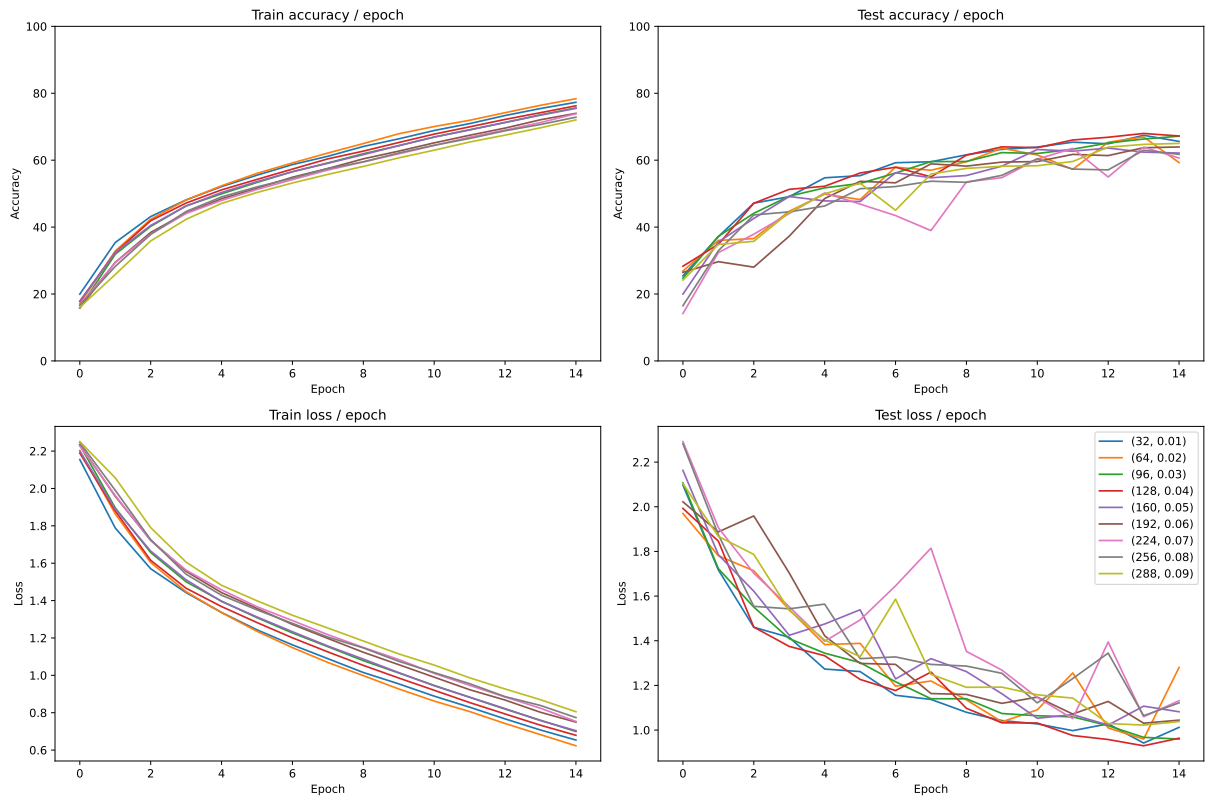 Train accuracy / epoch
100
80
60
40
20
0
Accuracy
0 2 4 6 8 10 12 14
Epoch
Test accuracy / epoch
100
80
60
40
20
0
Accuracy
0 2 4 6 8 10 12 14
Epoch
Train loss / epoch
2.2
2.0
1.8
1.6
1.4
1.2
1.0
0.8
0.6
Loss
0 2 4 6 8 10 12 14
Epoch
Test loss / epoch
2.2
2.0
1.8
1.6
1.4
1.2
1.0
Loss
(32, 0.01)
(64, 0.02)
(96, 0.03)
(128, 0.04)
(160, 0.05)
(192, 0.06)
(224, 0.07)
(256, 0.08)
(288, 0.09)
0 2 4 6 8 10 12 14
Epoch